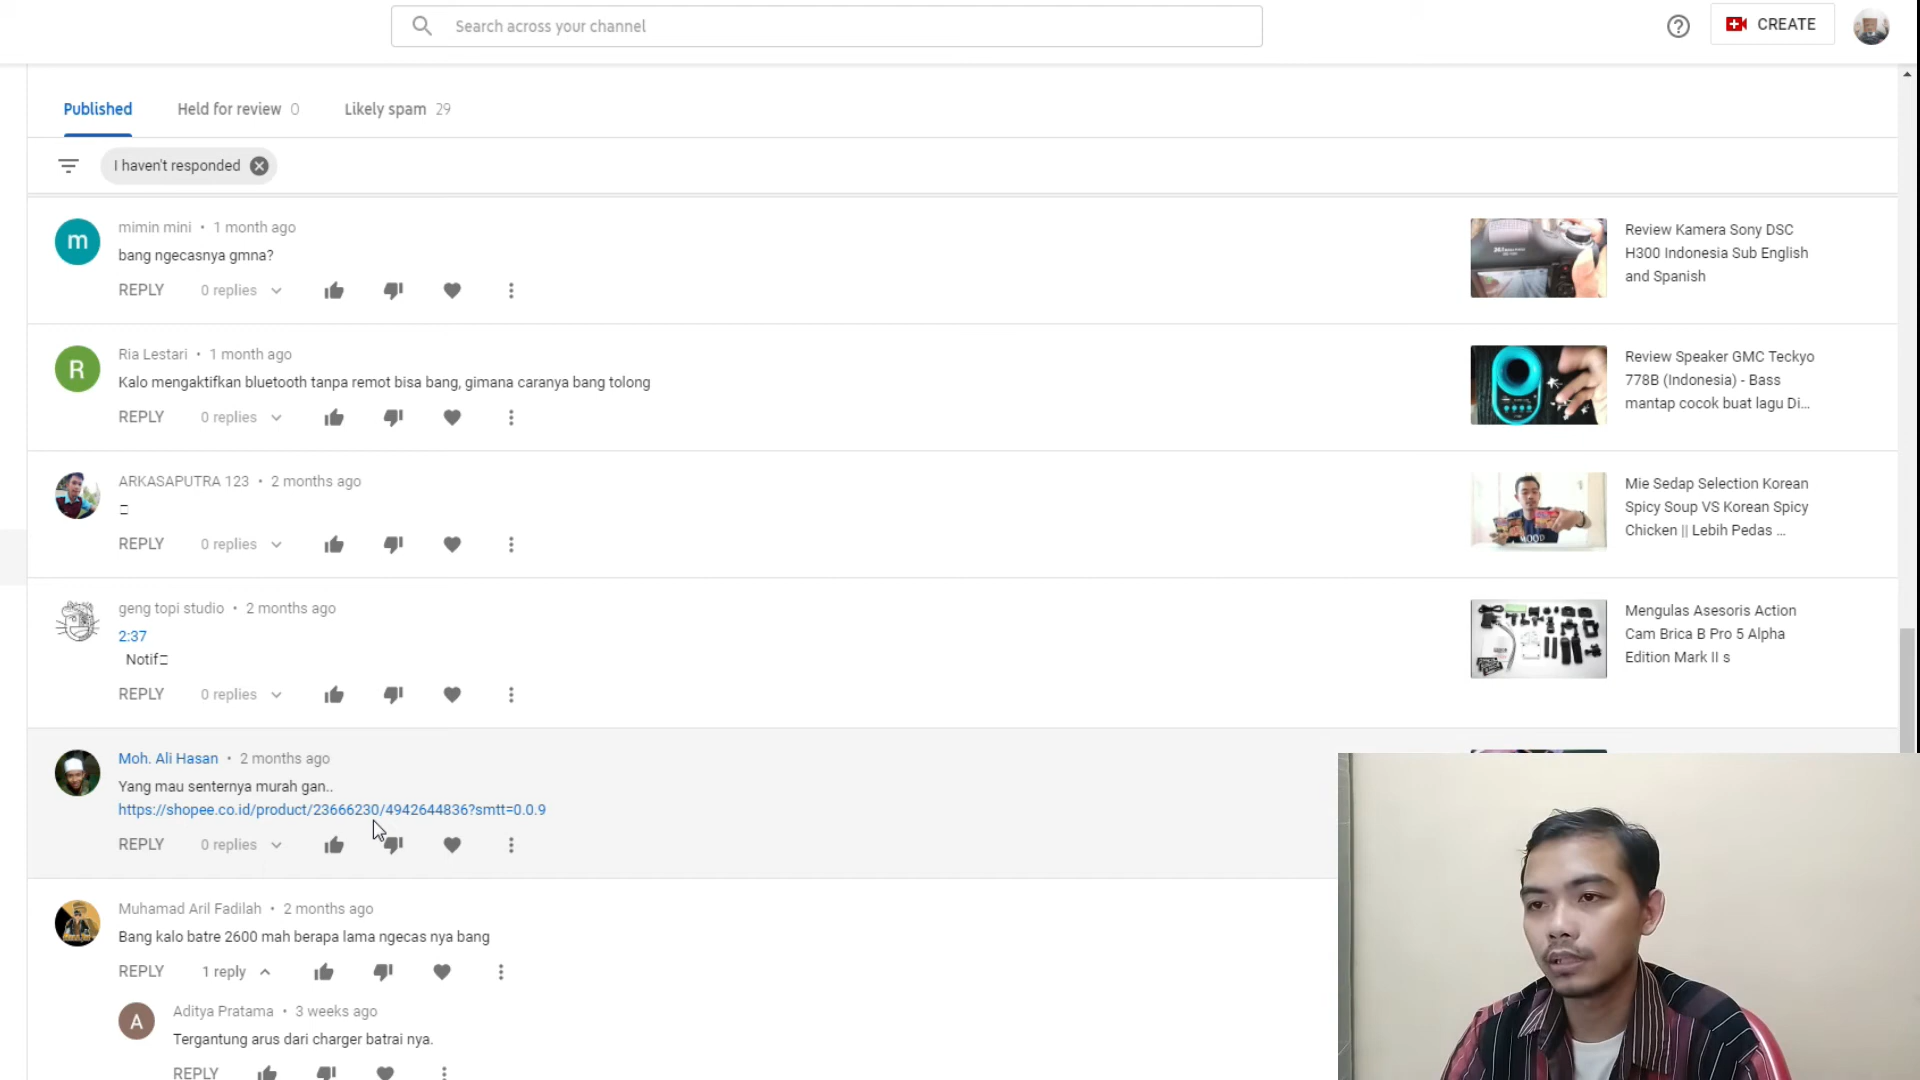 Search across your channel
CREATE
Published
Held for review 0
Likely spam 29
I haven't responded
m
mimin mini • 1 month ago
bang ngecasnya gmna?
REPLY 0 replies
Review Kamera Sony DSC
H300 Indonesia Sub English
and Spanish
R
Ria Lestari • 1 month ago
Kalo mengaktifkan bluetooth tanpa remot bisa bang, gimana caranya bang tolong
REPLY 0 replies
Review Speaker GMC Teckyo
778B (Indonesia) - Bass
mantap cocok buat lagu Di...
ARKASAPUTRA 123 • 2 months ago
REPLY 0 replies
Mie Sedap Selection Korean
Spicy Soup VS Korean Spicy
Chicken || Lebih Pedas ...
geng topi studio • 2 months ago
2:37
Notif
REPLY 0 replies
Mengulas Asesoris Action
Cam Brica B Pro 5 Alpha
Edition Mark II s
Moh. Ali Hasan • 2 months ago
Yang mau senternya murah gan..
https://shopee.co.id/product/23666230/4942644836?smtt=0.0.9
REPLY 0 replies
Muhamad Aril Fadilah • 2 months ago
Bang kalo batre 2600 mah berapa lama ngecas nya bang
REPLY 1 reply
A
Aditya Pratama • 3 weeks ago
Tergantung arus dari charger batrai nya.
REPLY